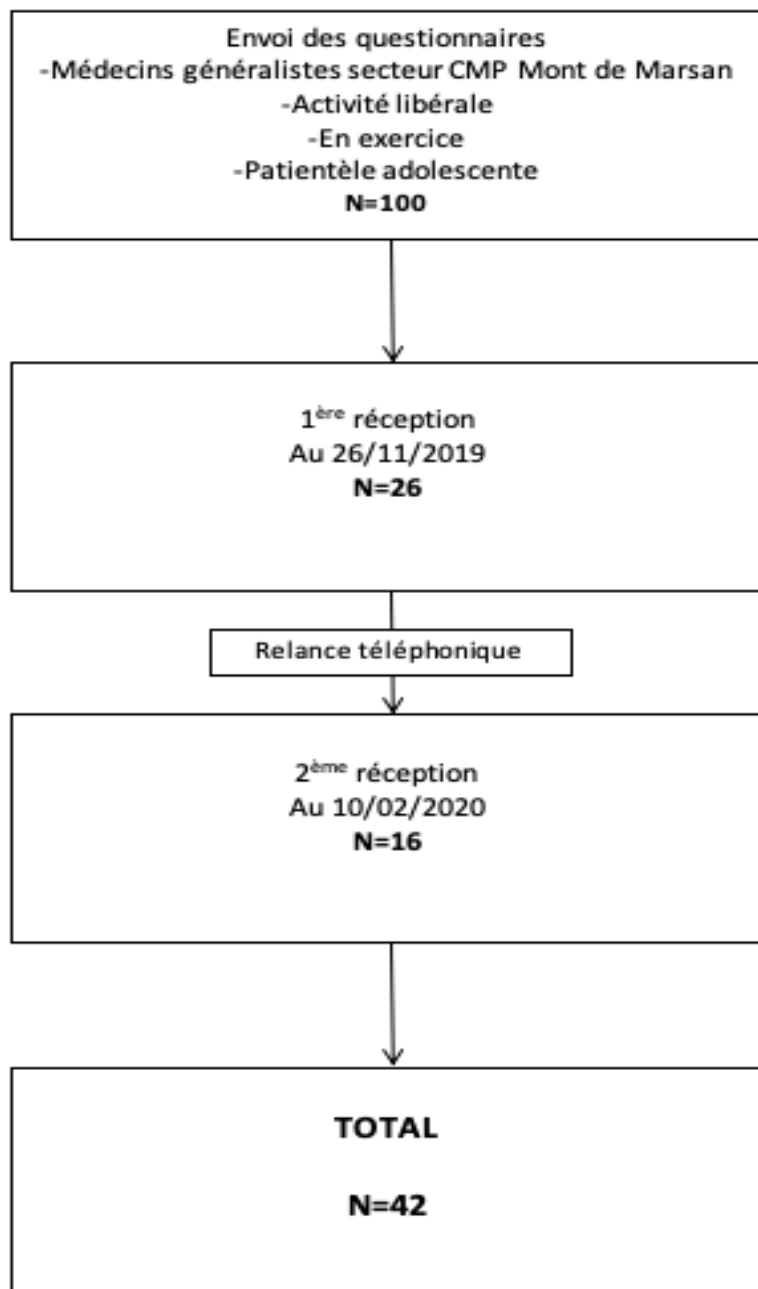 Envoi des questionnaires
-Médecins généralistes secteur CMP Mont de Marsan
-Activité libérale
-En exercice
-Patientèle adolescente
N=100
1ère réception
Au 26/11/2019
N=26
Relance téléphonique
2ème réception
Au 10/02/2020
N=16
TOTAL
N=42